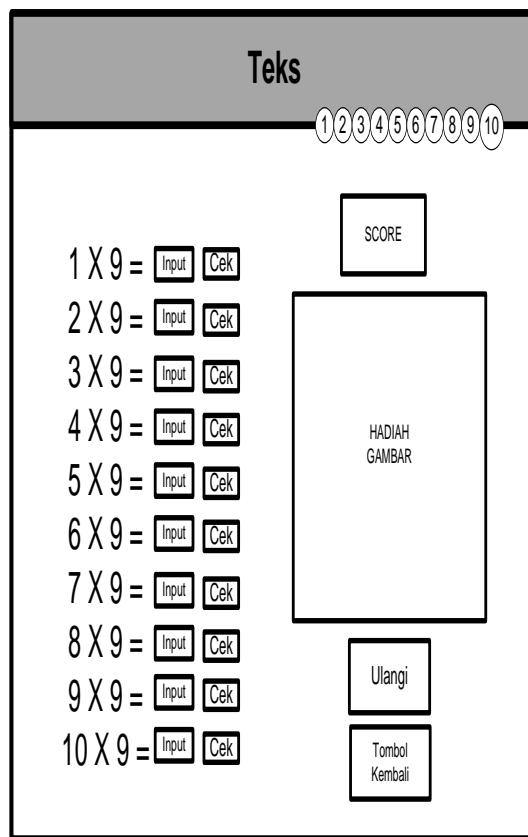 Teks
1 2 3 4 5 6 7 8 9 10
SCORE
1 X 9 = Input Cek
2 X 9 = Input Cek
3 X 9 = Input Cek
4 X 9 = Input Cek
5 X 9 = Input Cek
6 X 9 = Input Cek
7 X 9 = Input Cek
8 X 9 = Input Cek
9 X 9 = Input Cek
10 X 9 = Input Cek
HADIAH
GAMBAR
Ulangi
Tombol
Kembali